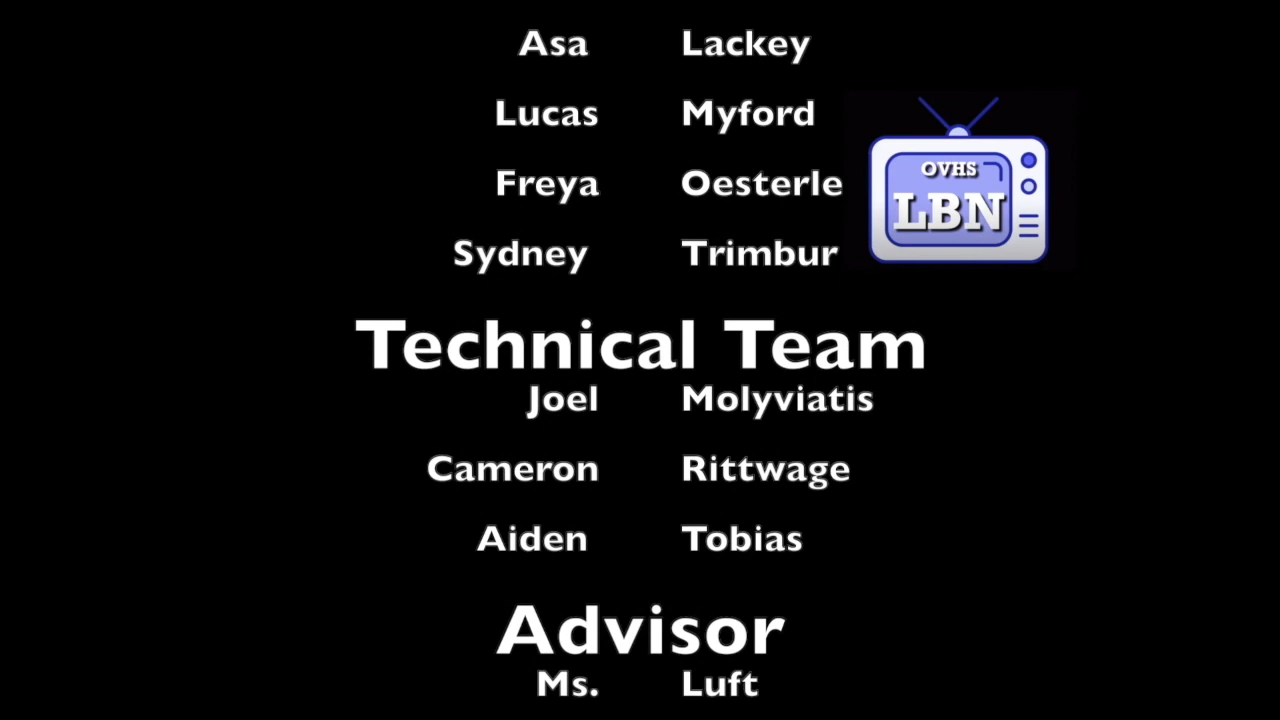 Asa Lackey
Lucas Myford
Freya Oesterle
Sydney Trimbur
OVHS
LBN
Technical Team
Joel Molyviatis
Cameron Rittwage
Aiden Tobias
Advisor
Ms. Luft